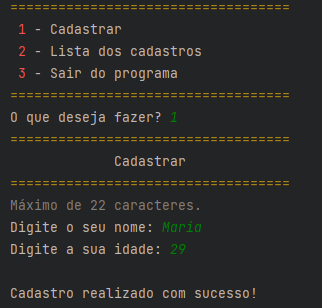 ===================================
1 - Cadastrar
2 - Lista dos cadastros
3 - Sair do programa
===================================
O que deseja fazer? 1
===================================
Cadastrar
===================================
Máximo de 22 caracteres.
Digite o seu nome: Maria
Digite a sua idade: 29
Cadastro realizado com sucesso!